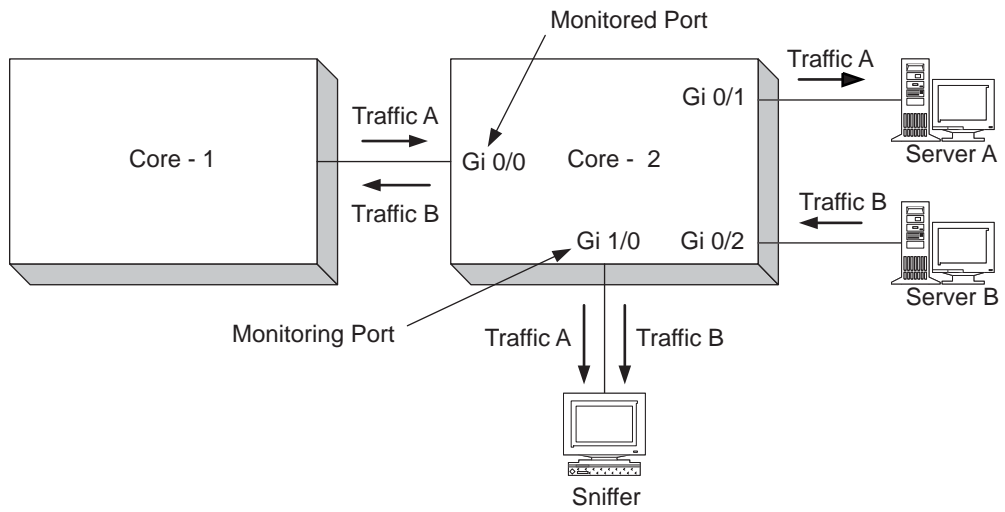 Monitored Port
Traffic A
Gi 0/1
Traffic A
Core - 1
Gi 0/0
Core - 2
Server A
Traffic B
Traffic B
Gi 1/0
Gi 0/2
Server B
Monitoring Port
Traffic A
Traffic B
Sniffer